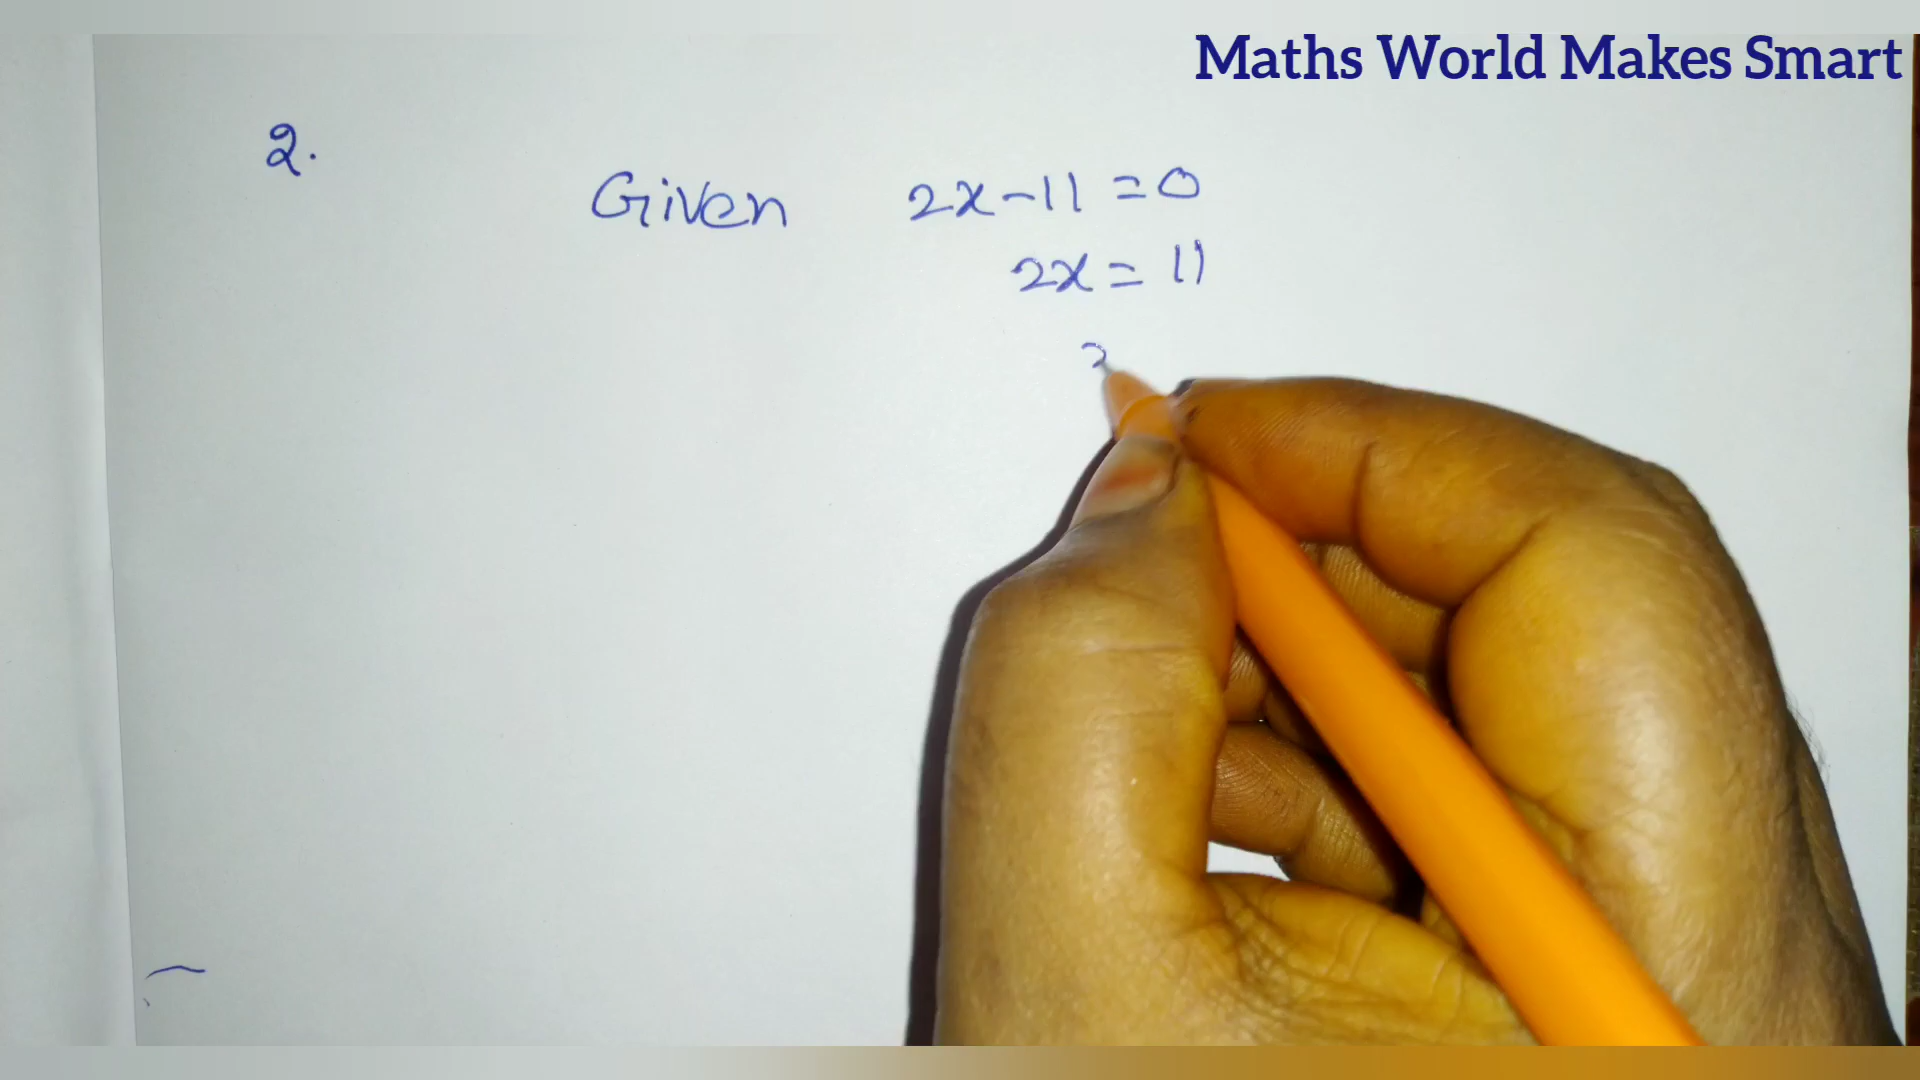 Maths World Makes Smart
2.
Given 2x-11=0
2x = 11